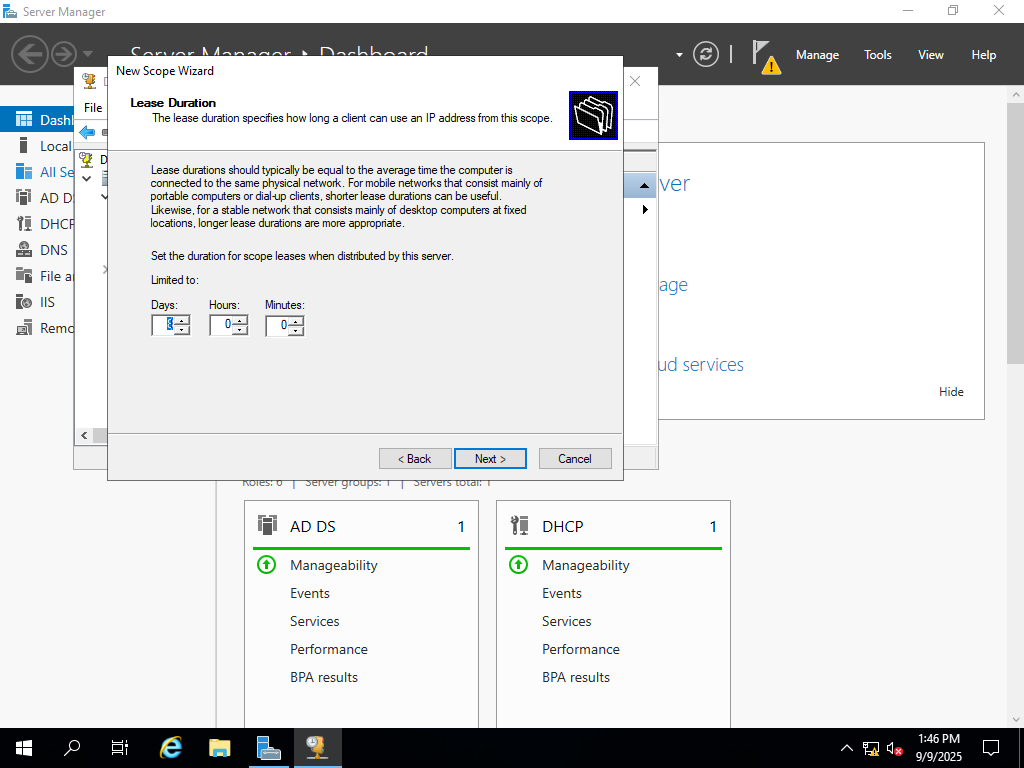 Server Manager
Server Manager • Dashboard
Manage
Tools
View
Help
New Scope Wizard
Lease Duration
The lease duration specifies how long a client can use an IP address from this scope.
File
Dash
Local
All Se
AD DS
DHCP
DNS
File a
IIS
Remo
D
Lease durations should typically be equal to the average time the computer is
connected to the same physical network. For mobile networks that consist mainly of
portable computers or dial-up clients, shorter lease durations can be useful.
Likewise, for a stable network that consists mainly of desktop computers at fixed
locations, longer lease durations are more appropriate.
Set the duration for scope leases when distributed by this server.
Limited to:
Days:
Hours:
Minutes:
8
0
0
< Back
Next >
Cancel
ver
age
ud services
Hide
Roles: 6 | Server groups: 1 | Servers total: 1
AD DS
1
Manageability
Events
Services
Performance
BPA results
DHCP
1
Manageability
Events
Services
Performance
BPA results
1:46 PM
9/9/2025